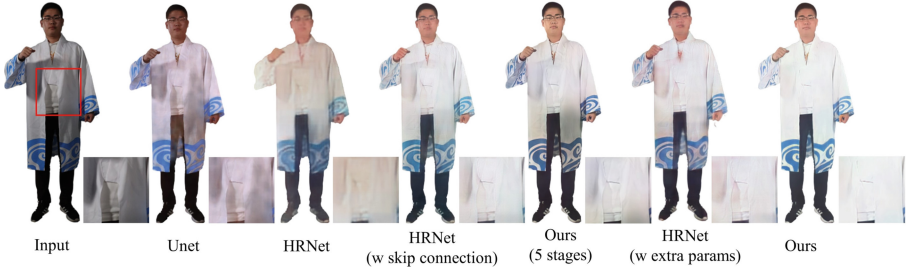 Input
Unet
HRNet
HRNet
(w skip connection)
Ours
(5 stages)
HRNet
(w extra params)
Ours